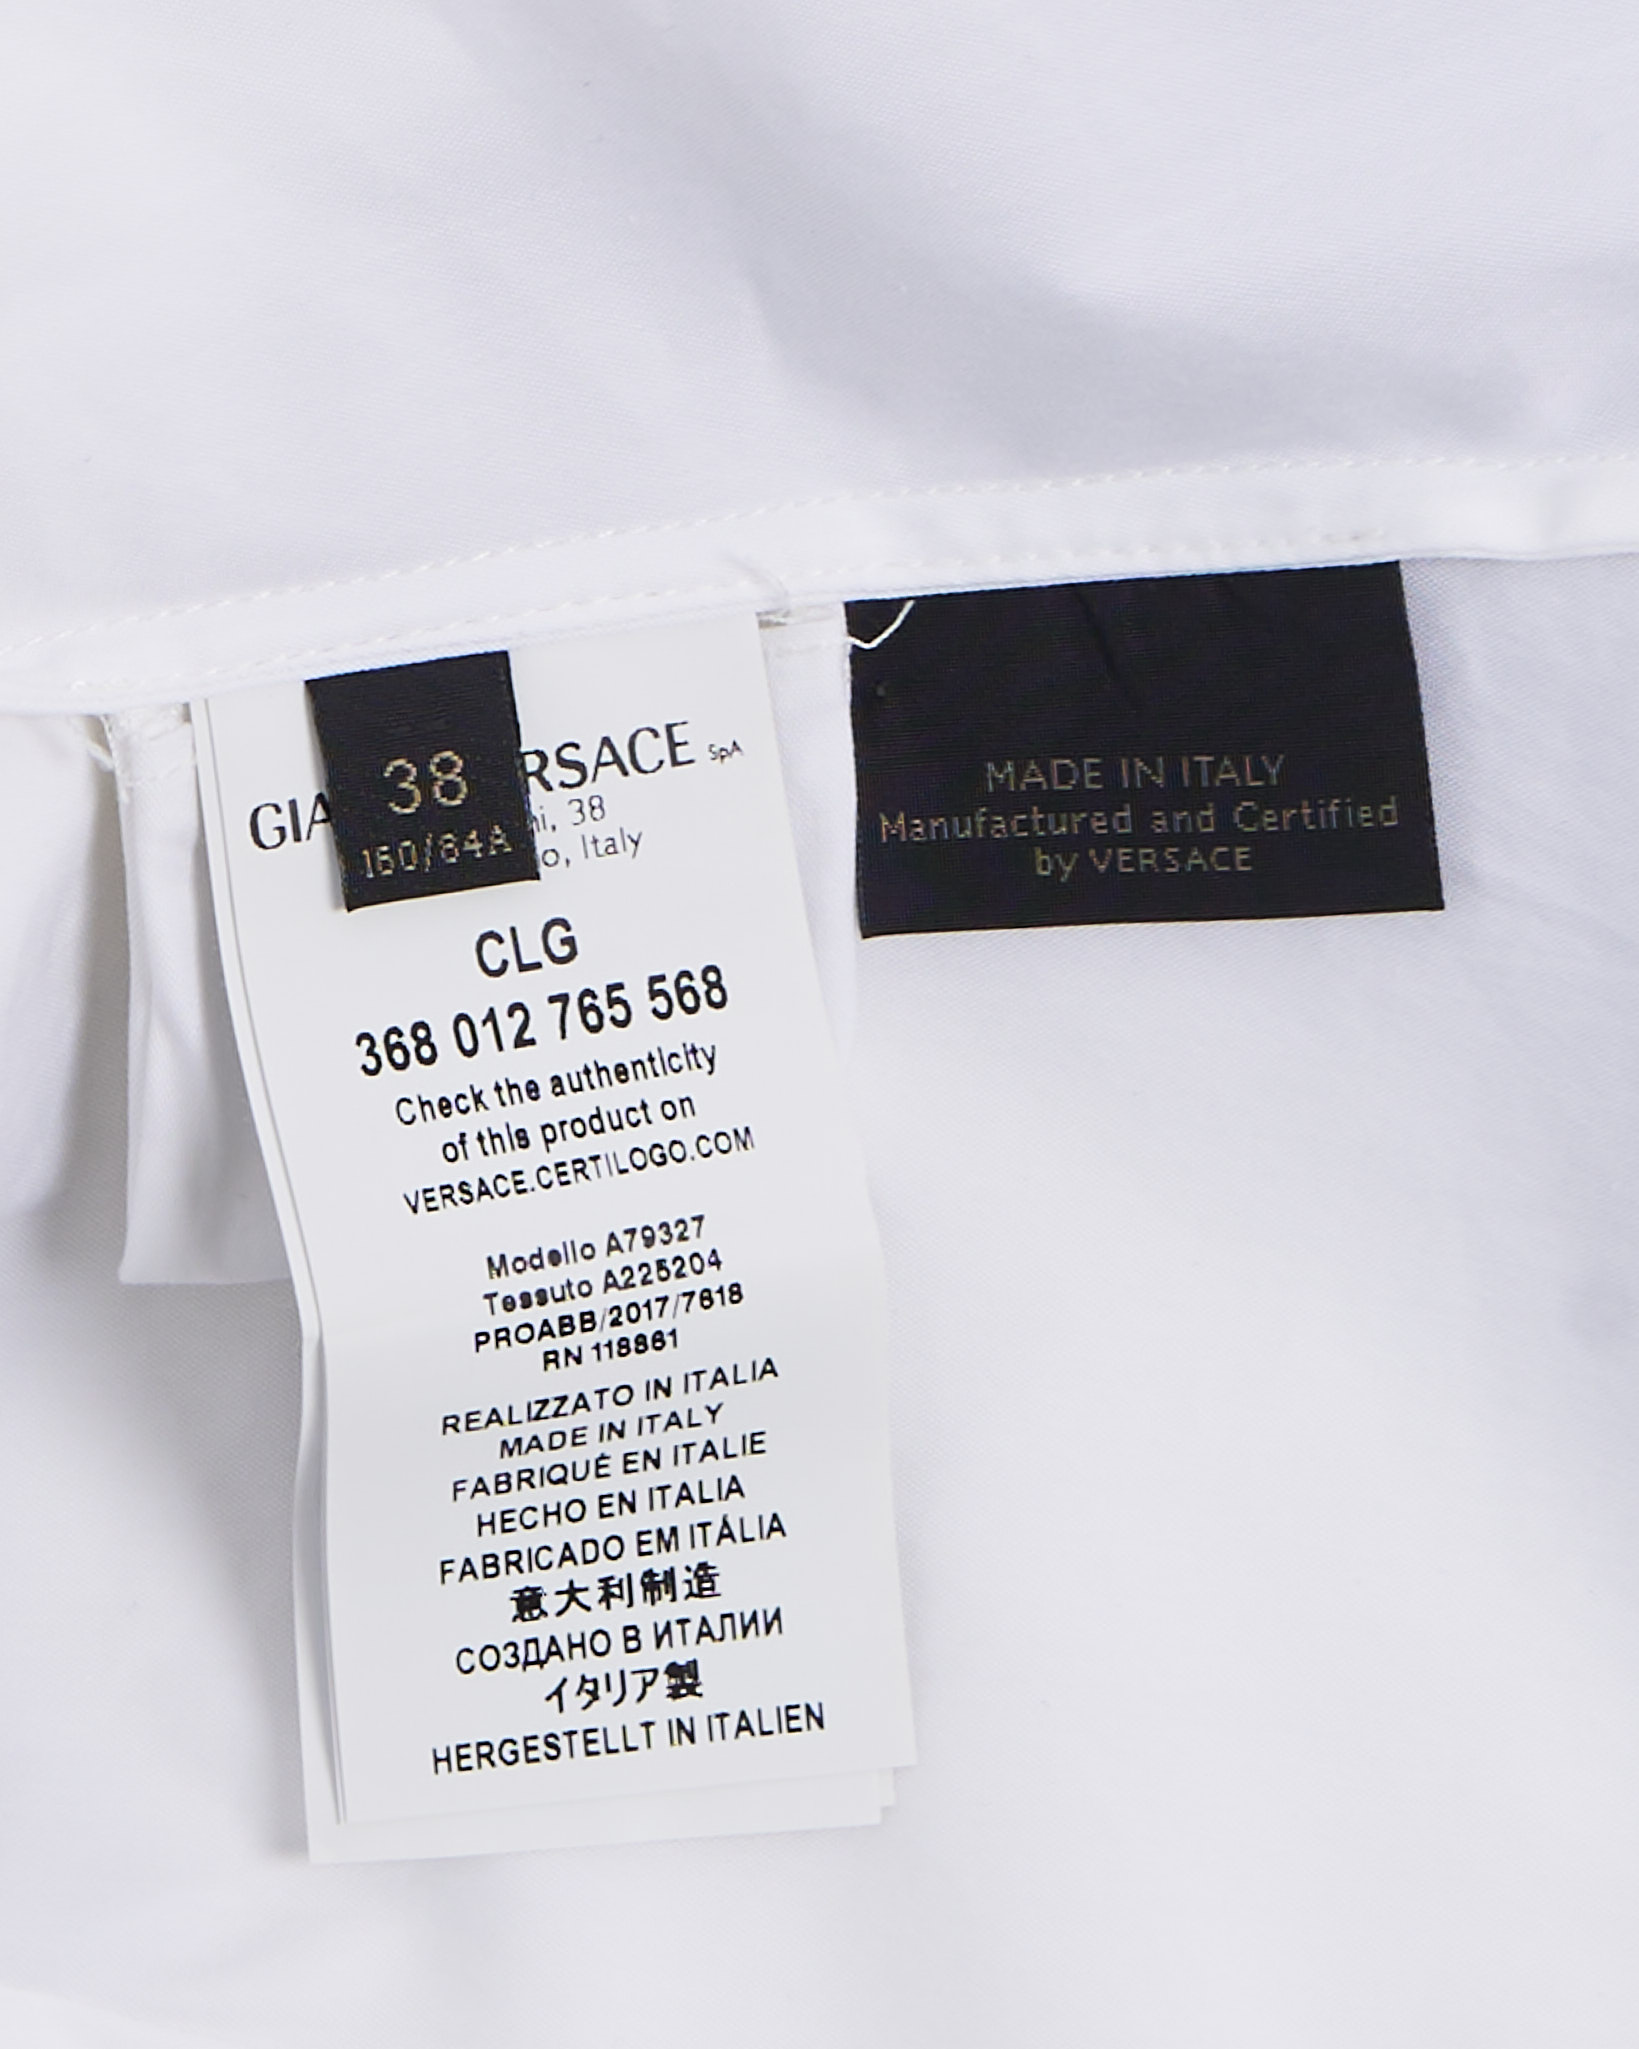 38
160/84A
RSACE SpA
38
Italy
CLG
368 012 765 568
Check the authenticity
of this product on
VERSACE.CERTILOGO.COM
Modello A79327
Tessuto A225204
PROABB/2017/7618
RN 118861
REALIZZATO IN ITALIA
MADE IN ITALY
FABRIQUÉ EN ITALIE
HECHO EN ITALIA
FABRICADO EM ITÁLIA
意大利制造
СОЗДАНО В ИТАЛИИ
イタリア製
HERGESTELLT IN ITALIEN
MADE IN ITALY
Manufactured and Certified
by VERSACE